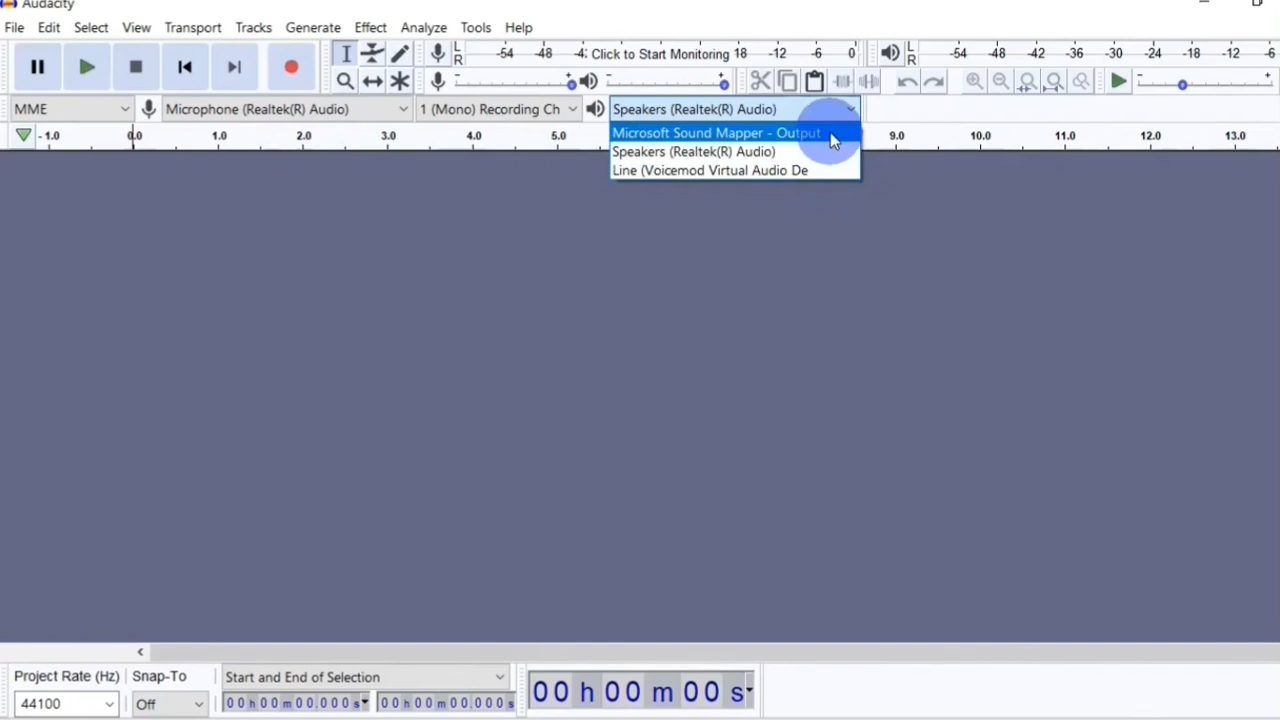 Audacity
File Edit Select View Transport Tracks Generate Effect Analyze Tools Help
L R -54 -48 -4 Click to Start Monitoring 18 -12 -6 0 L R -54 -48 -42 -36 -30 -24 -18 -12 -6
- + - + - +
MME Microphone (Realtek(R) Audio) 1 (Mono) Recording Ch Speakers (Realtek(R) Audio)
-1.0 0.0 1.0 2.0 3.0 4.0 5.0 9.0 10.0 11.0 12.0 13.0
Microsoft Sound Mapper - Output
Speakers (Realtek(R) Audio)
Line (Voicemod Virtual Audio De
Project Rate (Hz) Snap-To Start and End of Selection
44100 Off 00 h 00 m 00.000 s 00 h 00 m 00.000 s 00 h 00 m 00 s